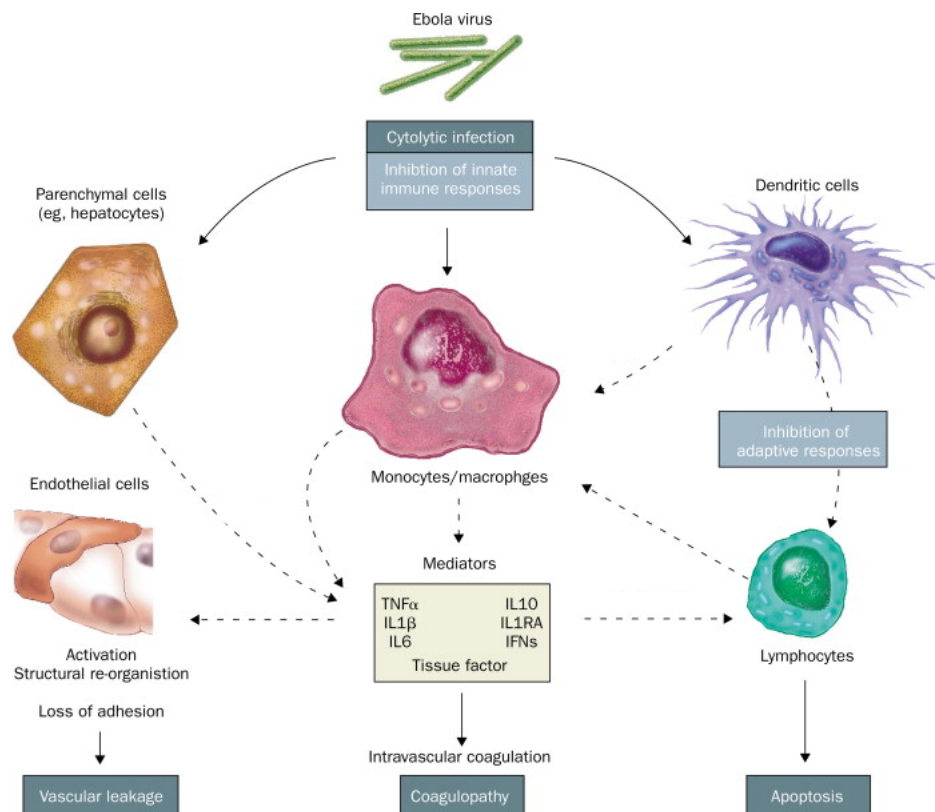 Ebola virus
Cytolytic infection
Inhibtion of innate
immune responses
Parenchymal cells
(eg, hepatocytes)
Dendritic cells
Inhibition of
adaptive responses
Monocytes/macrophges
Endothelial cells
Mediators
TNFα IL10
IL1β IL1RA
IL6 IFNs
Tissue factor
Lymphocytes
Activation
Structural re-organistion
Loss of adhesion
Intravascular coagulation
Vascular leakage
Coagulopathy
Apoptosis